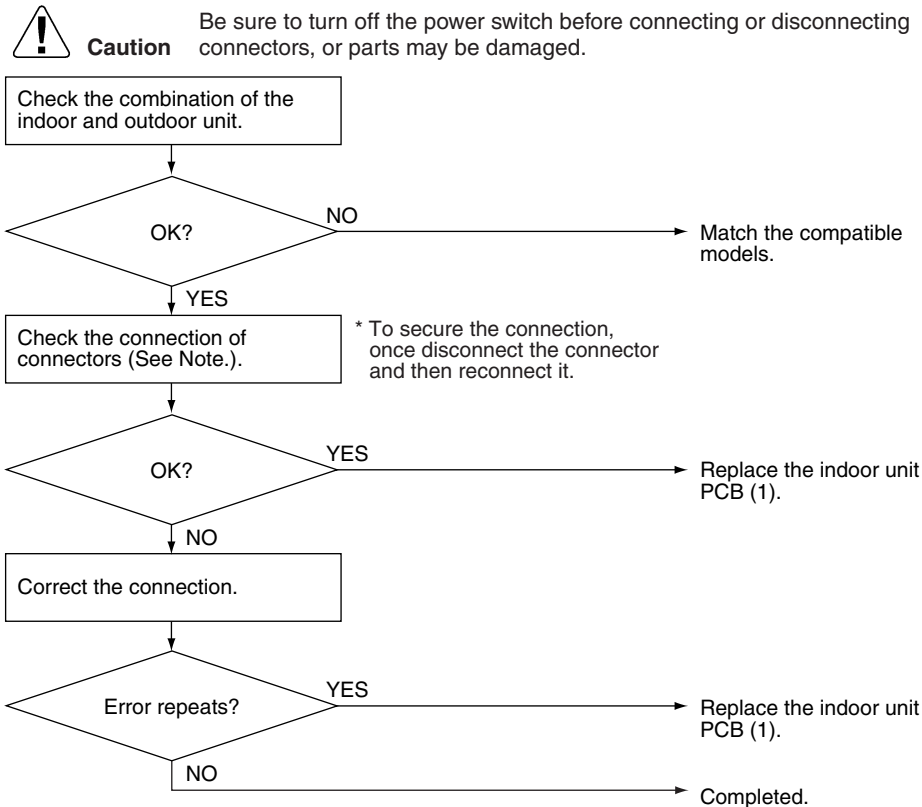 Be sure to turn off the power switch before connecting or disconnecting
Caution connectors, or parts may be damaged.
Check the combination of the
indoor and outdoor unit.
OK?
NO
Match the compatible
models.
YES
Check the connection of
connectors (See Note.).
* To secure the connection,
once disconnect the connector
and then reconnect it.
OK?
YES
Replace the indoor unit
PCB (1).
NO
Correct the connection.
Error repeats?
YES
Replace the indoor unit
PCB (1).
NO
Completed.